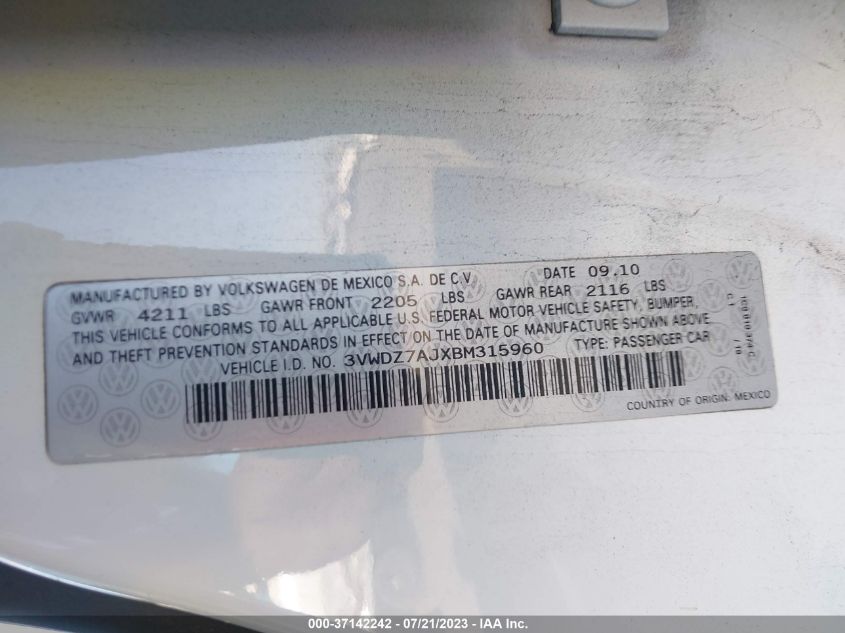 MANUFACTURED BY VOLKSWAGEN DE MEXICO S.A. DE C.V. DATE 09.10
GVWR 4211 LBS GAWR FRONT 2205 LBS GAWR REAR 2116 LBS
THIS VEHICLE CONFORMS TO ALL APPLICABLE U.S. FEDERAL MOTOR VEHICLE SAFETY, BUMPER,
AND THEFT PREVENTION STANDARDS IN EFFECT ON THE DATE OF MANUFACTURE SHOWN ABOVE
VEHICLE I.D. NO. 3VWDZ7AJXBM315960 TYPE: PASSENGER CAR
COUNTRY OF ORIGIN: MEXICO
000-37142242 - 07/21/2023 - IAA Inc.